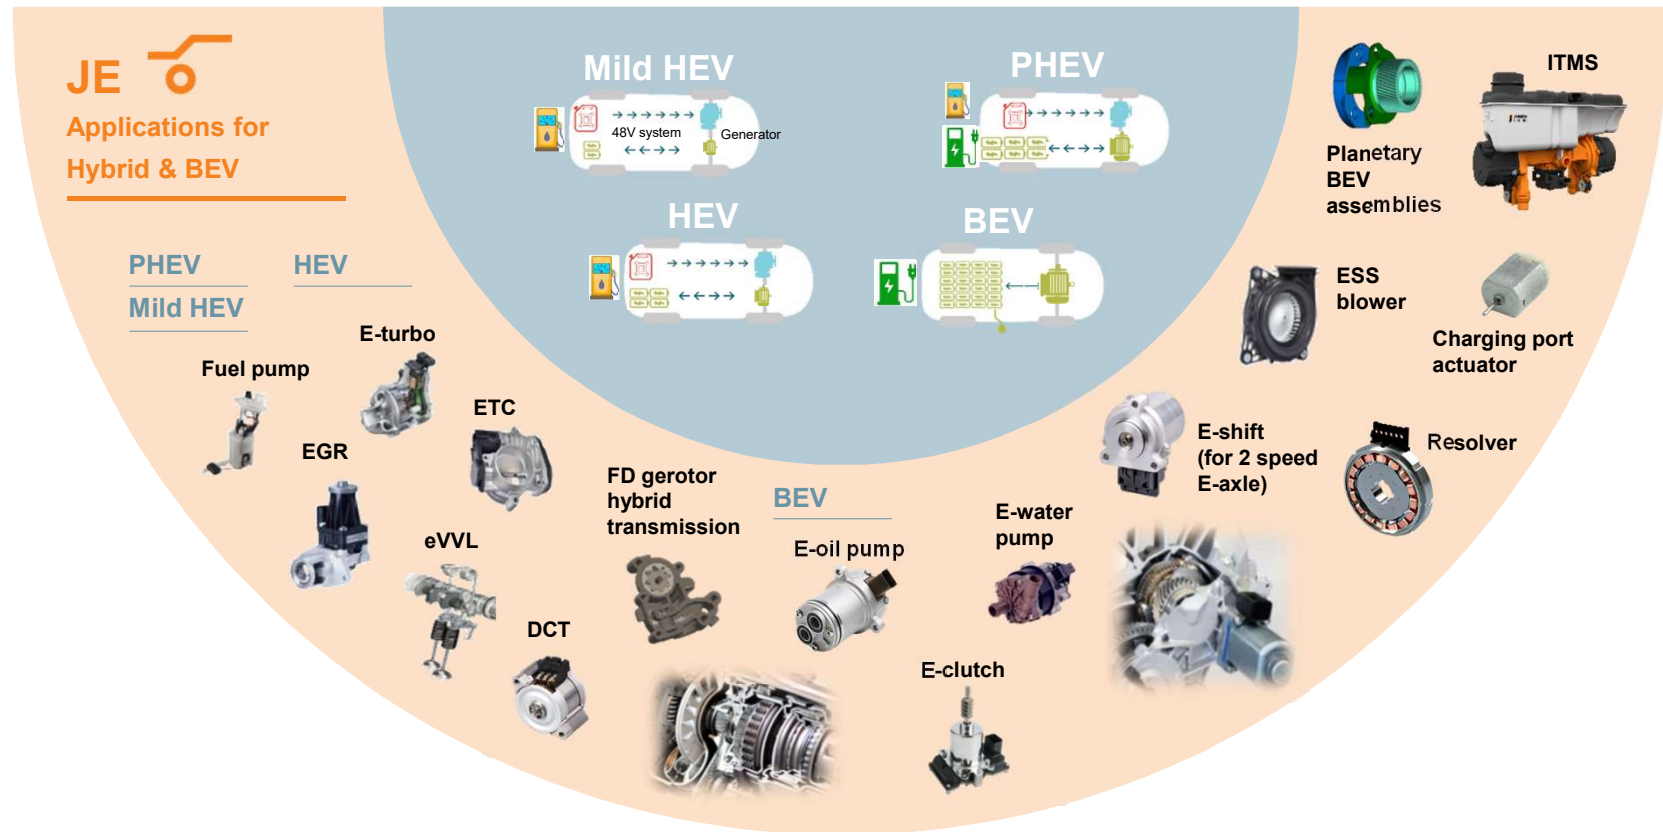 JE
Applications for
Hybrid & BEV
Mild HEV
48V system
Generator
PHEV
HEV
BEV
PHEV
Mild HEV
HEV
Fuel pump
E-turbo
EGR
ETC
eVVL
DCT
FD gerotor
hybrid
transmission
BEV
E-oil pump
E-water
pump
E-clutch
E-shift
(for 2 speed
E-axle)
Resolver
ESS
blower
Charging port
actuator
Planetary
BEV
assemblies
ITMS